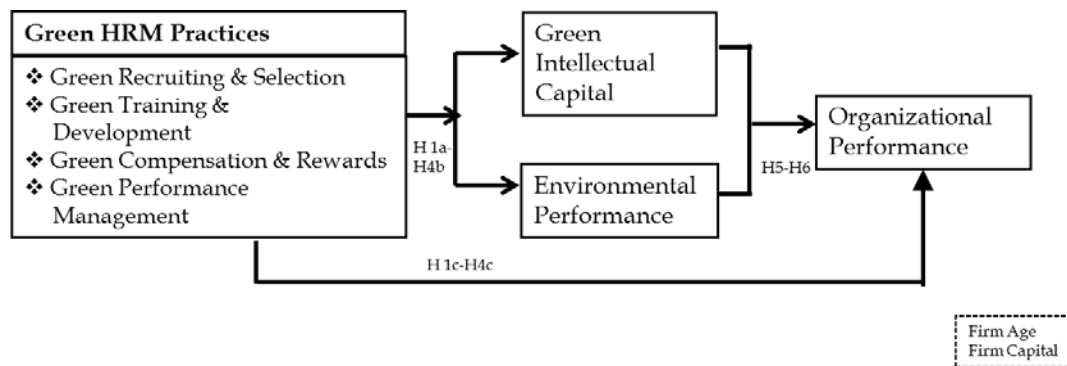 Green HRM Practices
❖ Green Recruiting & Selection
❖ Green Training &
Development
❖ Green Compensation & Rewards
❖ Green Performance
Management
H 1a-
H4b
Green
Intellectual
Capital
Environmental
Performance
H5-H6
Organizational
Performance
H 1c-H4c
Firm Age
Firm Capital